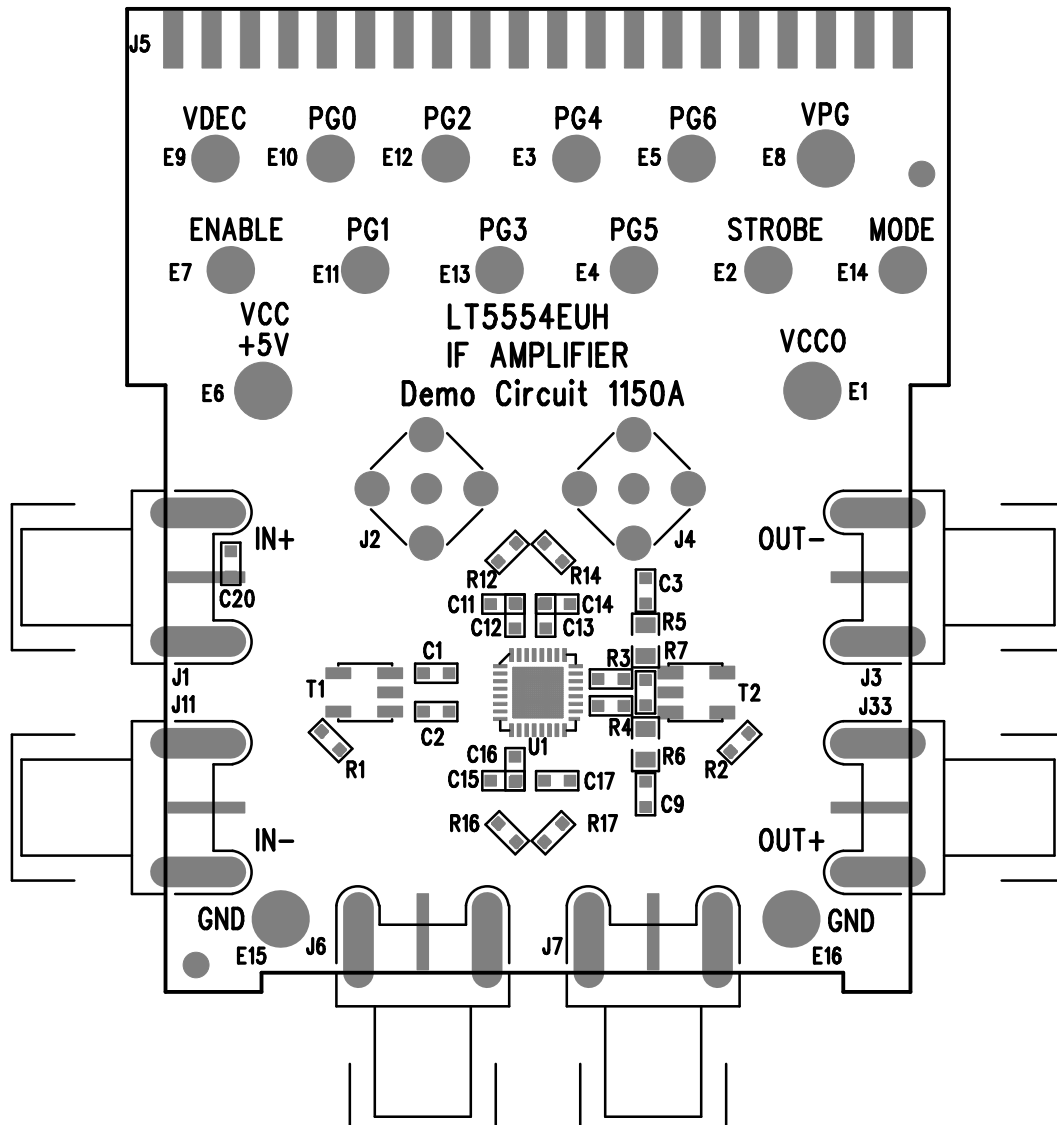 J5
VDEC PG0 PG2 PG4 PG6 VPG
E9 E10 E12 E3 E5 E8
ENABLE PG1 PG3 PG5 STROBE MODE
E7 E11 E13 E4 E2 E14
VCC
+5V
LT5554EUH
IF AMPLIFIER
Demo Circuit 1150A
VCCO
E6 E1
IN+ J2 J4 OUT-
R12 R14
C20 C11 C14 C3
C12 C13 R5
J1 C1 R3 R7 J3
T1 T2
J11 J33
C2 R4
U1
R1 C16 R6 R2
C15 C17 C9
R16 R17
IN- OUT+
GND GND
E15 J6 J7 E16